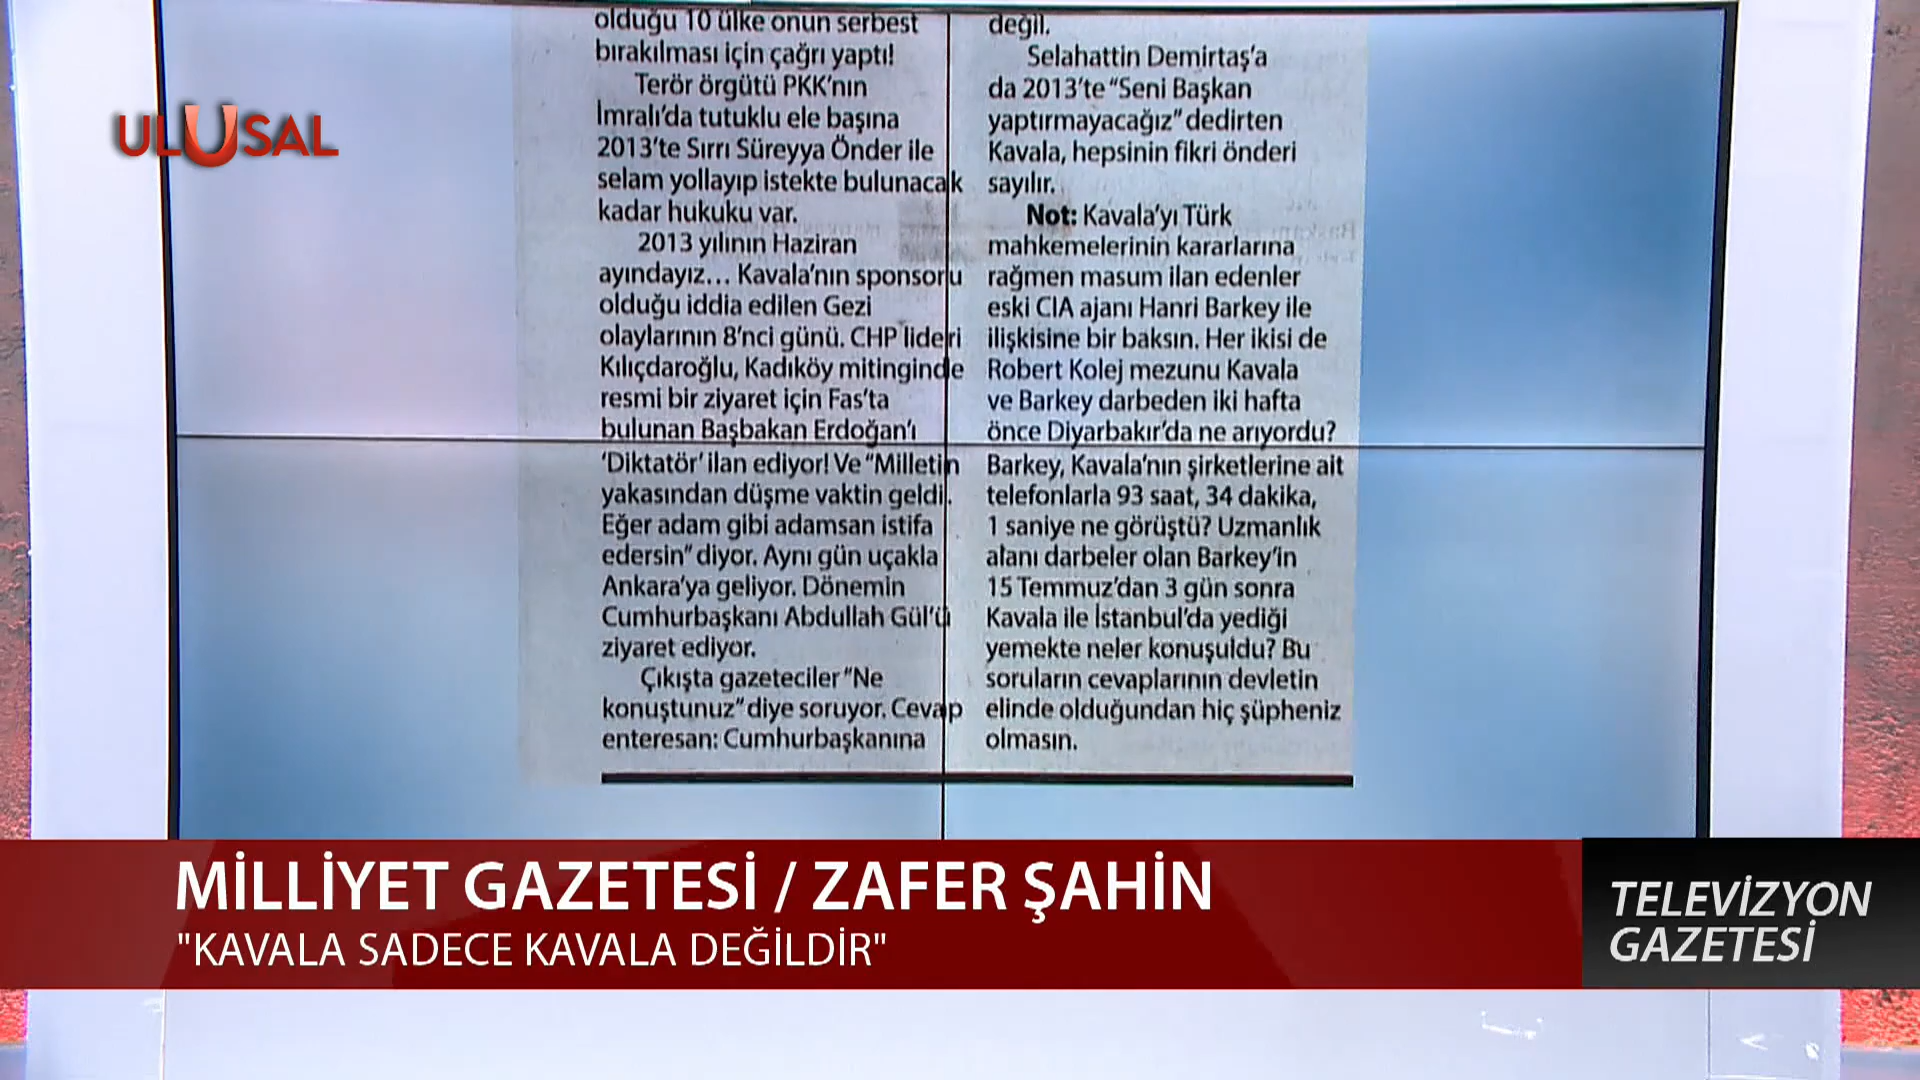 ULUSAL
olduğu 10 ülke onun serbest
bırakılması için çağrı yaptı!
Terör örgütü PKK'nın
İmralı'da tutuklu ele başına
2013'te Sırrı Süreyya Önder ile
selam yollayıp istekte bulunacak
kadar hukuku var.
2013 yılının Haziran
ayındayız... Kavala'nın sponsoru
olduğu iddia edilen Gezi
olaylarının 8'nci günü. CHP lideri
Kılıçdaroğlu, Kadıköy mitinginde
resmi bir ziyaret için Fas'ta
bulunan Başbakan Erdoğan'ı
'Diktatör' ilan ediyor! Ve "Milletin
yakasından düşme vaktin geldi.
Eğer adam gibi adamsan istifa
edersin" diyor. Aynı gün uçakla
Ankara'ya geliyor. Dönemin
Cumhurbaşkanı Abdullah Gül'ü
ziyaret ediyor.
Çıkışta gazeteciler "Ne
konuştunuz" diye soruyor. Cevap
enteresan: Cumhurbaşkanına
değil.
Selahattin Demirtaş'a
da 2013'te "Seni Başkan
yaptırmayacağız" dedirten
Kavala, hepsinin fikri önderi
sayılır.
Not: Kavala'yı Türk
mahkemelerinin kararlarına
rağmen masum ilan edenler
eski CIA ajanı Hanri Barkey ile
ilişkisine bir baksın. Her ikisi de
Robert Kolej mezunu Kavala
ve Barkey darbeden iki hafta
önce Diyarbakır'da ne arıyordu?
Barkey, Kavala'nın şirketlerine ait
telefonlarla 93 saat, 34 dakika,
1 saniye ne görüştü? Uzmanlık
alanı darbeler olan Barkey'in
15 Temmuz'dan 3 gün sonra
Kavala ile İstanbul'da yediği
yemekte neler konuşuldu? Bu
soruların cevaplarının devletin
elinde olduğundan hiç şüpheniz
olmasın.
MİLLİYET GAZETESİ / ZAFER ŞAHİN
"KAVALA SADECE KAVALA DEĞİLDİR"
TELEVİZYON
GAZETESİ